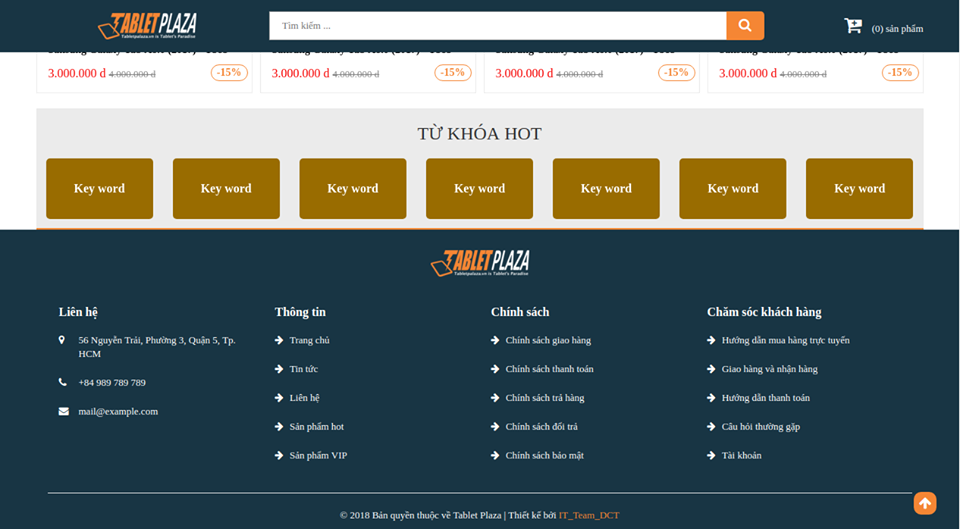 TABLET PLAZA
Tabletplaza.vn is Tablet's Paradise
Tìm kiếm ...
(0) sản phẩm
3.000.000 đ 4.000.000 đ -15%
3.000.000 đ 4.000.000 đ -15%
3.000.000 đ 4.000.000 đ -15%
3.000.000 đ 4.000.000 đ -15%
TỪ KHÓA HOT
Key word Key word Key word Key word Key word Key word Key word
TABLET PLAZA
Tabletplaza.vn is Tablet's Paradise
Liên hệ
56 Nguyễn Trãi, Phường 3, Quận 5, Tp.
HCM
+84 989 789 789
mail@example.com
Thông tin
Trang chủ
Tin tức
Liên hệ
Sản phẩm hot
Sản phẩm VIP
Chính sách
Chính sách giao hàng
Chính sách thanh toán
Chính sách trả hàng
Chính sách đổi trả
Chính sách bảo mật
Chăm sóc khách hàng
Hướng dẫn mua hàng trực tuyến
Giao hàng và nhận hàng
Hướng dẫn thanh toán
Câu hỏi thường gặp
Tài khoản
© 2018 Bản quyền thuộc về Tablet Plaza | Thiết kế bởi IT_Team_DCT